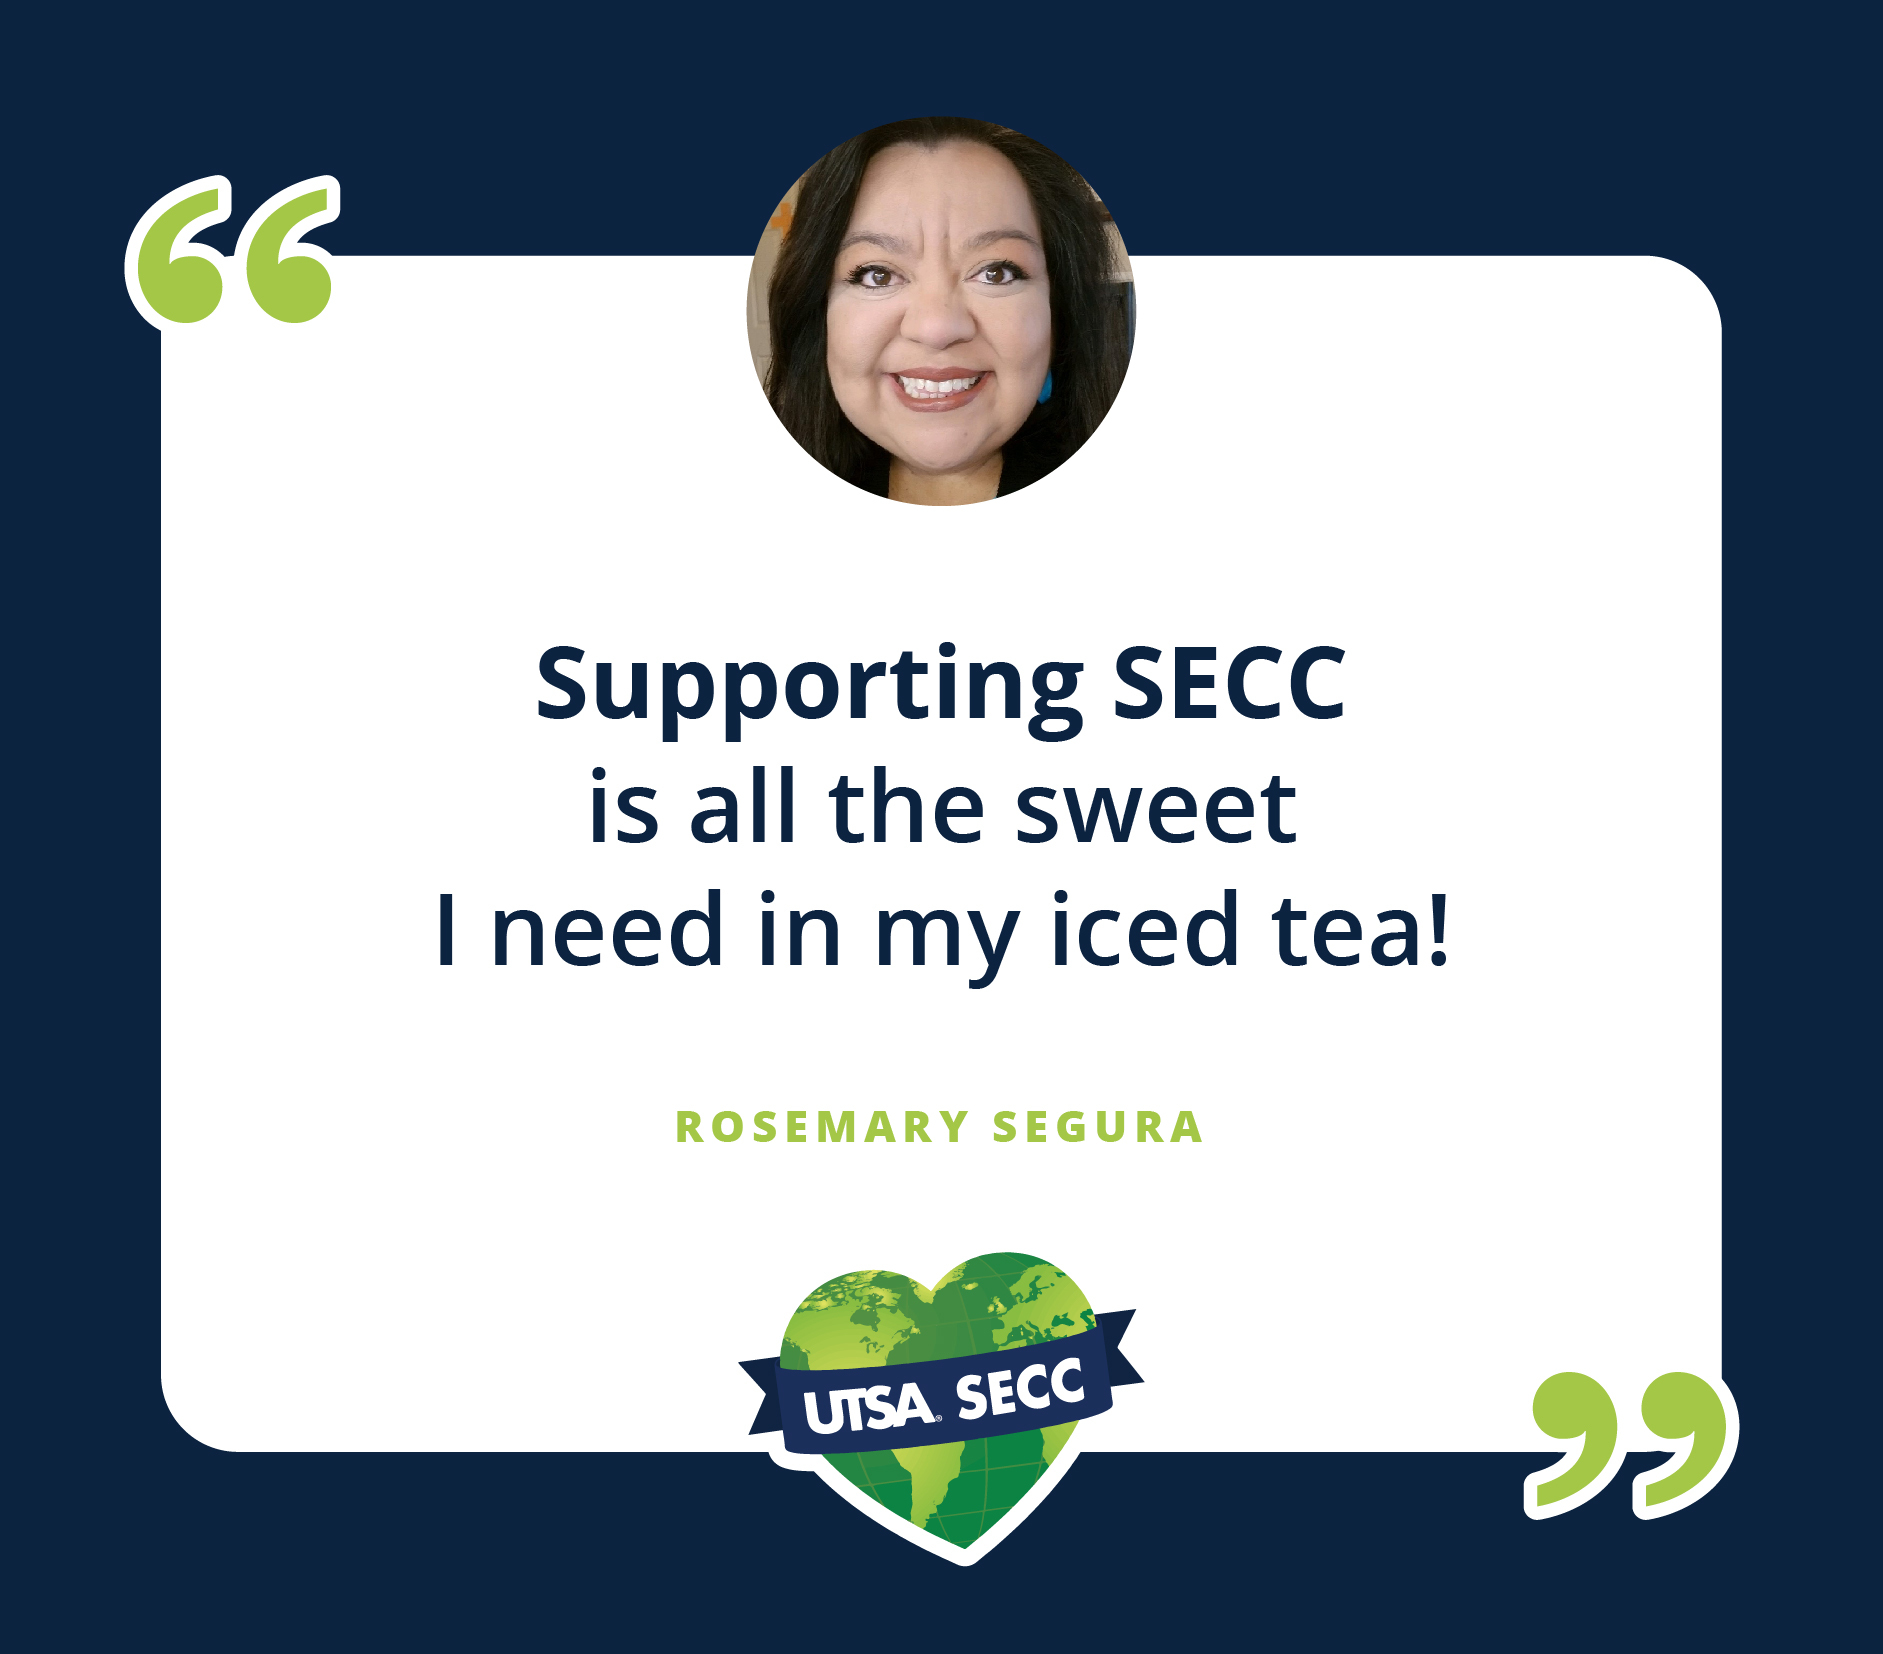 “
Supporting SECC
is all the sweet
I need in my iced tea!
ROSEMARY SEGURA
UTSA® SECC
”